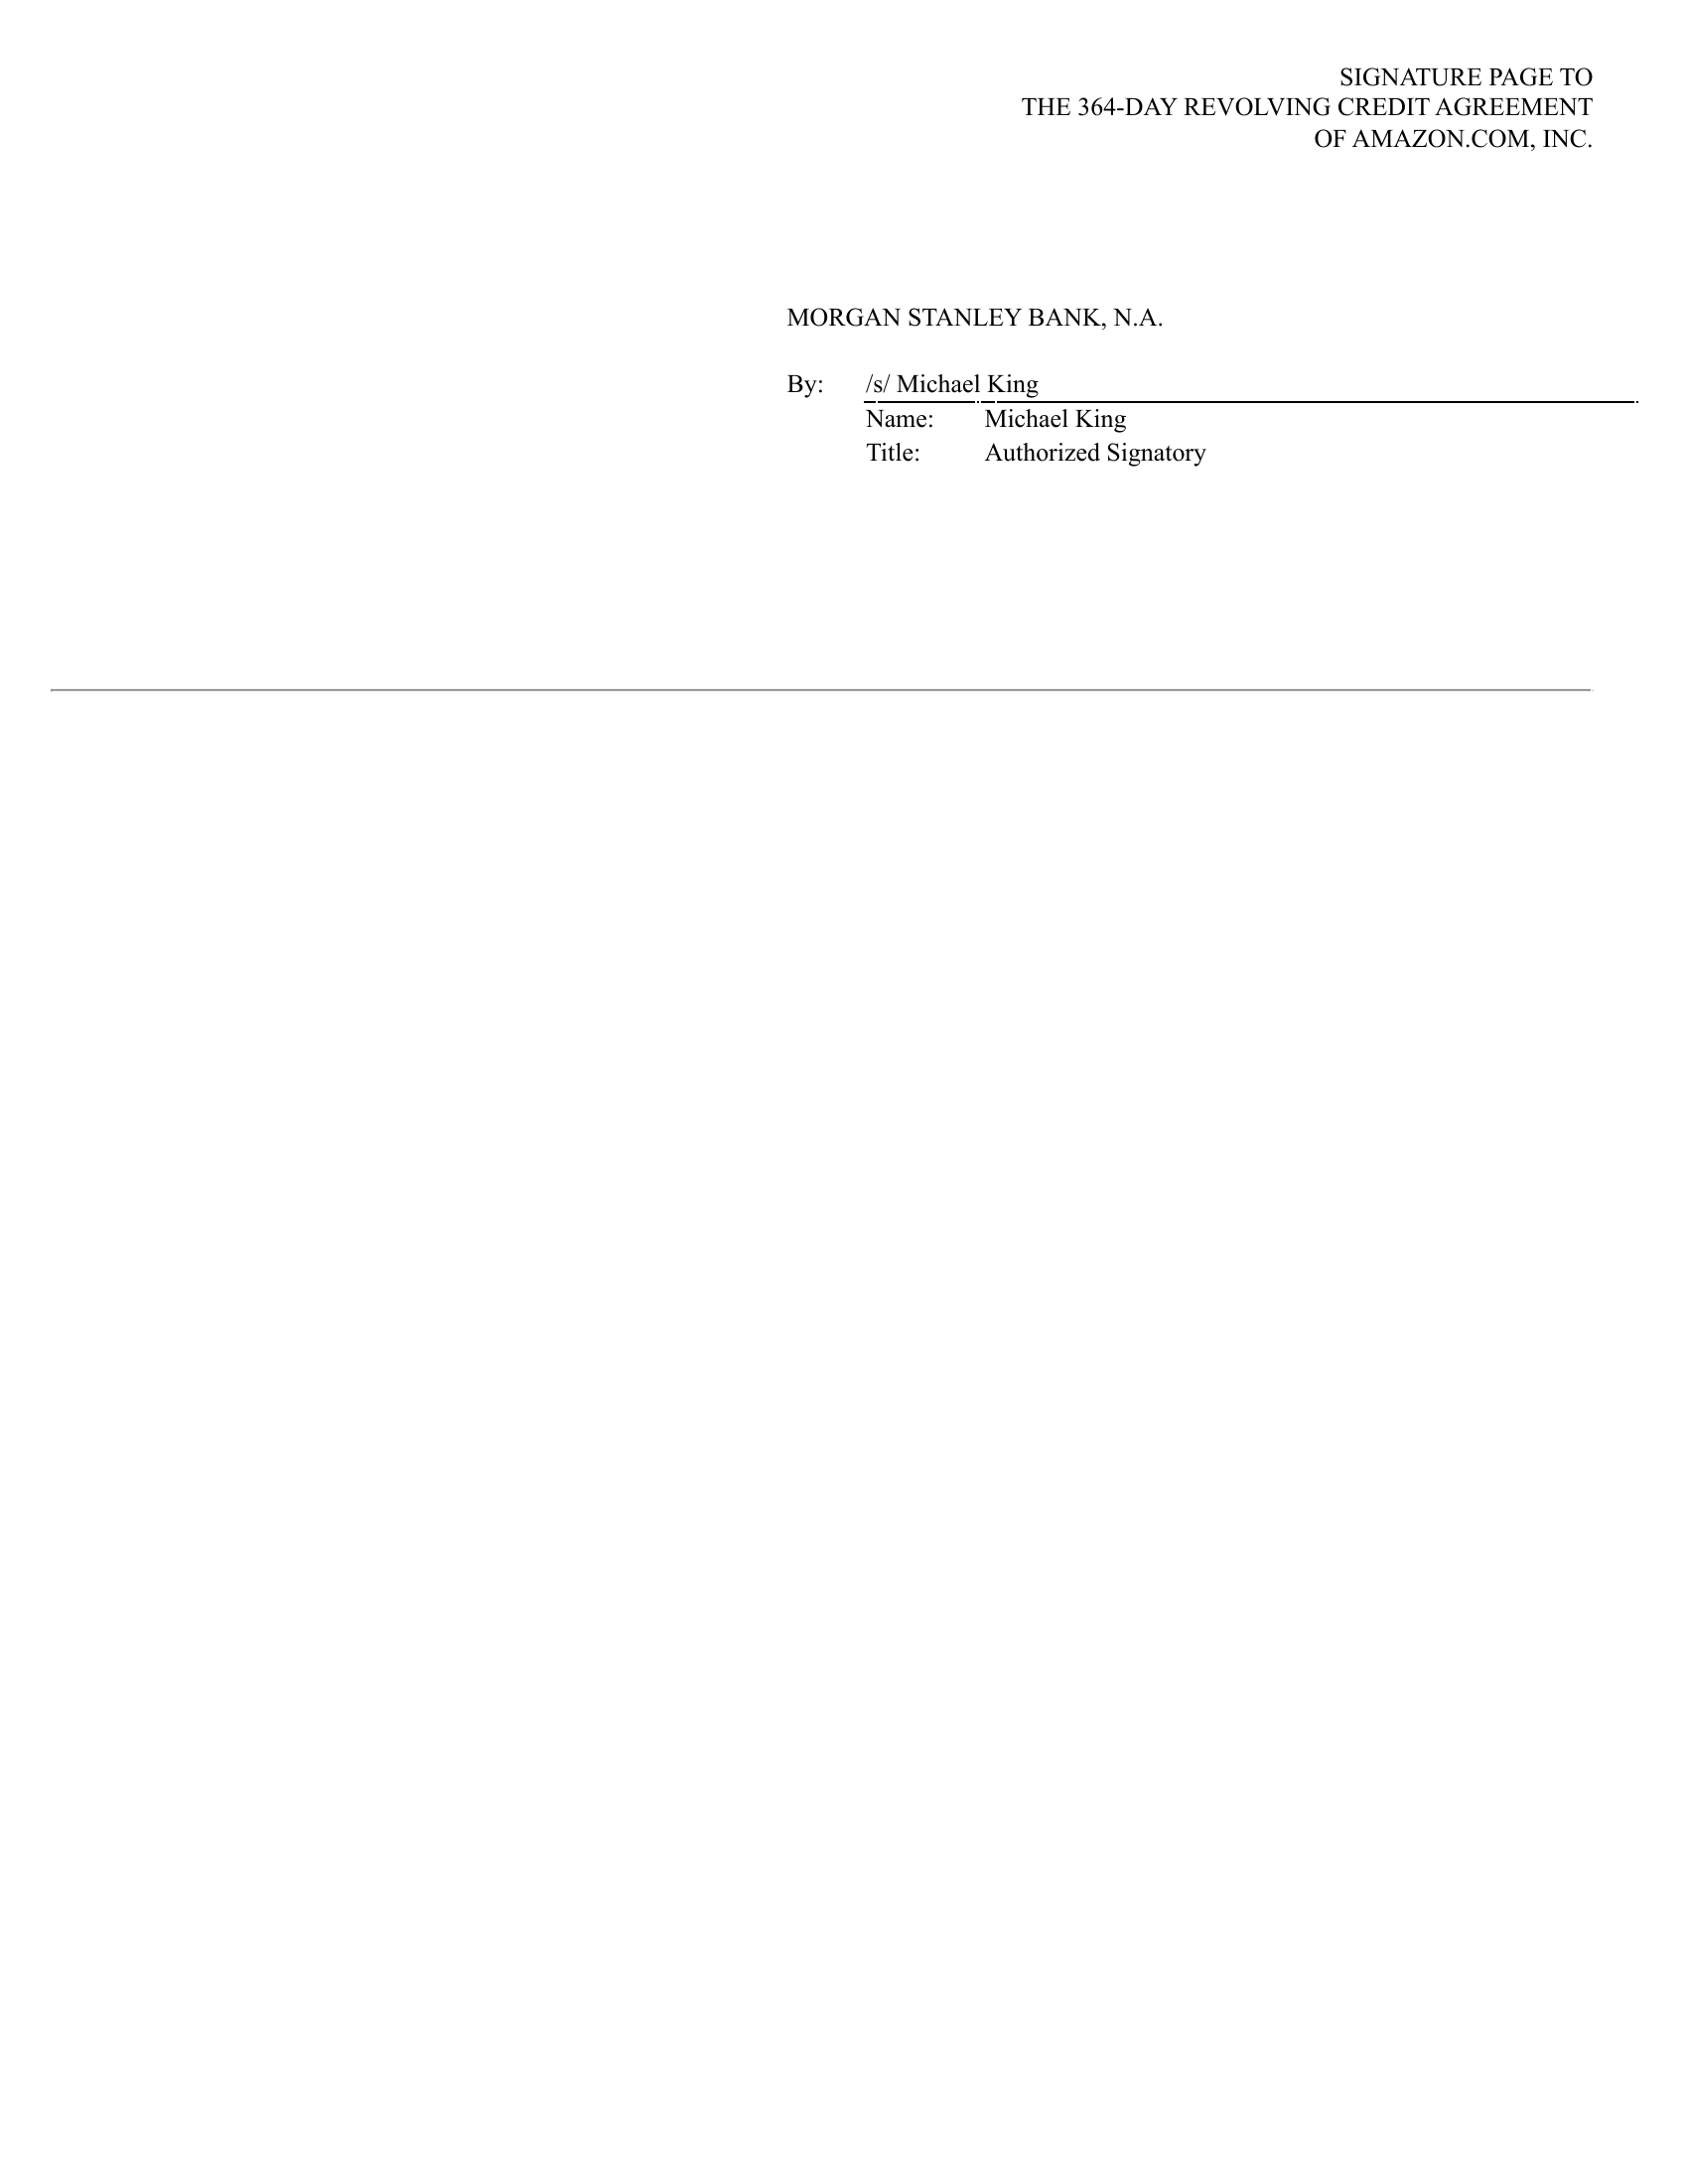 SIGNATURE PAGE TO
THE 364-DAY REVOLVING CREDIT AGREEMENT
OF AMAZON.COM, INC.
MORGAN STANLEY BANK, N.A.
By: /s/ Michael King
Name: Michael King
Title: Authorized Signatory